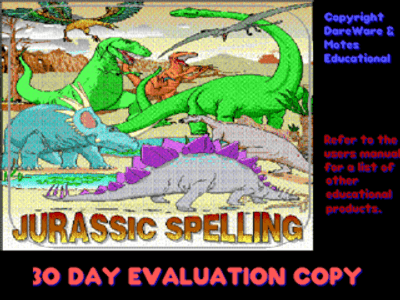 Copyright
DareWare &
Motes
Educational
Refer to the
users manual
for a list of
other
educational
products.
JURASSIC SPELLING
30 DAY EVALUATION COPY